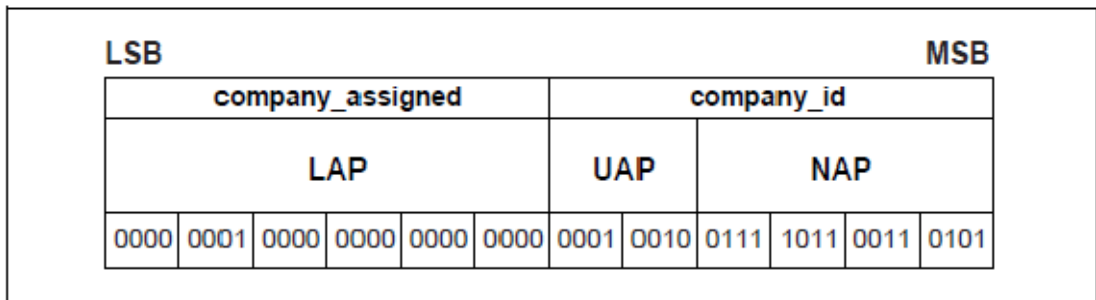 LSB MSB
company_assigned company_id
LAP UAP NAP
0000 0001 0000 0000 0000 0000 0001 0010 0111 1011 0011 0101